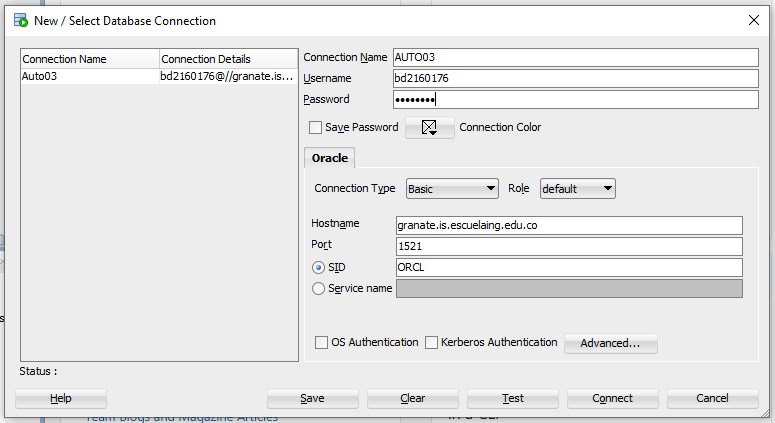 New / Select Database Connection
Connection Name Connection Details
Auto03 bd2160176@//granate.is...
Connection Name AUTO03
Username bd2160176
Password ••••••••
Save Password Connection Color
Oracle
Connection Type Basic Role default
Hostname granate.is.escuelaing.edu.co
Port 1521
SID ORCL
Service name
OS Authentication Kerberos Authentication Advanced...
Status :
Help Save Clear Test Connect Cancel
Team Blogs and Magazine Articles